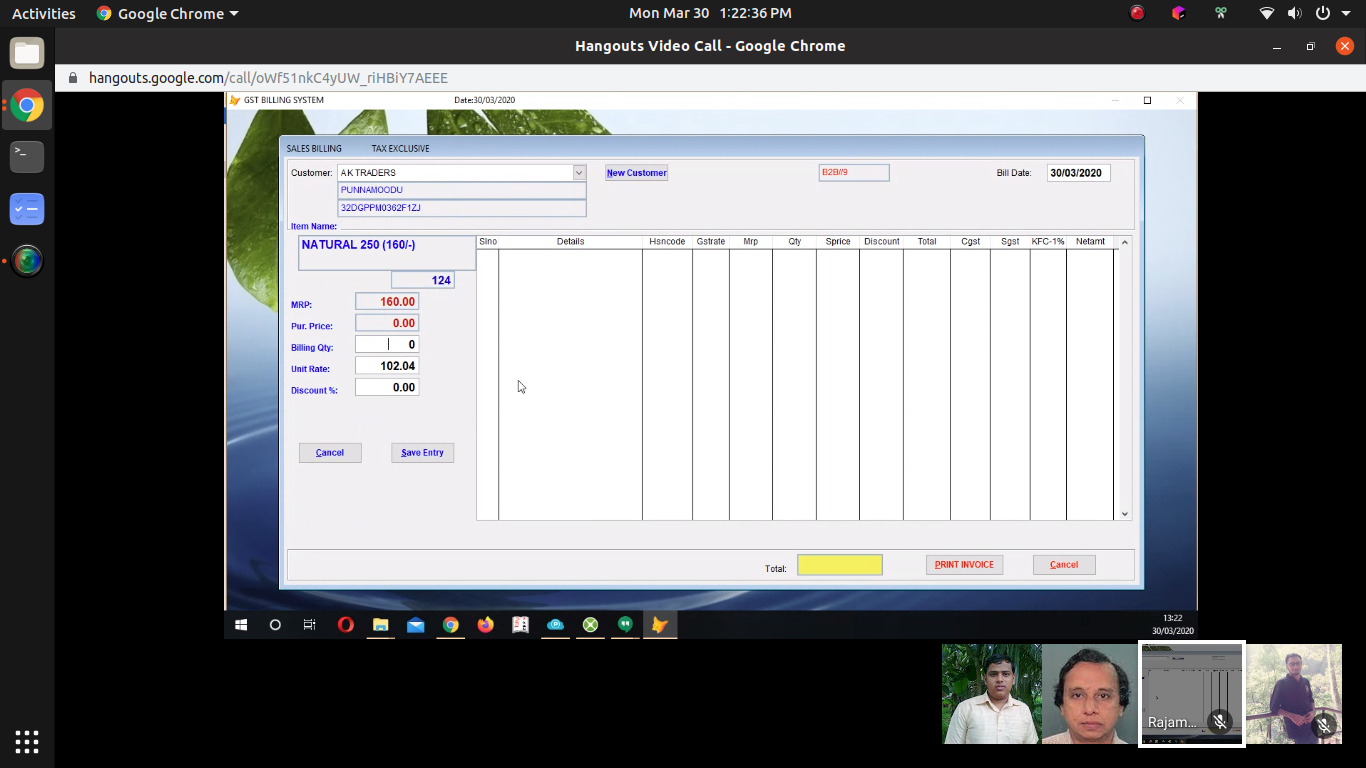 Activities Google Chrome Mon Mar 30 1:22:36 PM
Hangouts Video Call - Google Chrome
hangouts.google.com/call/oWf51nkC4yUW_riHBiY7AEEE
GST BILLING SYSTEM Date:30/03/2020
SALES BILLING TAX EXCLUSIVE
Customer: A K TRADERS New Customer B2B//9 Bill Date: 30/03/2020
PUNNAMOODU
32DGPPM0362F1ZJ
Item Name:
NATURAL 250 (160/-) Slno Details Hsncode Gstrate Mrp Qty Sprice Discount Total Cgst Sgst KFC-1% Netamt
124
MRP: 160.00
Pur. Price: 0.00
Billing Qty: 0
Unit Rate: 102.04
Discount %: 0.00
Cancel Save Entry
Total: PRINT INVOICE Cancel
13:22
30/03/2020
Rajam...